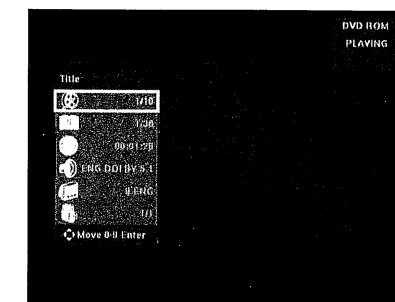 DVD ROM
PLAYING
Title
1/10
1/30
00:01:28
ENG DOLBY 5.1
ENG
1/1
Move 0-9 Enter